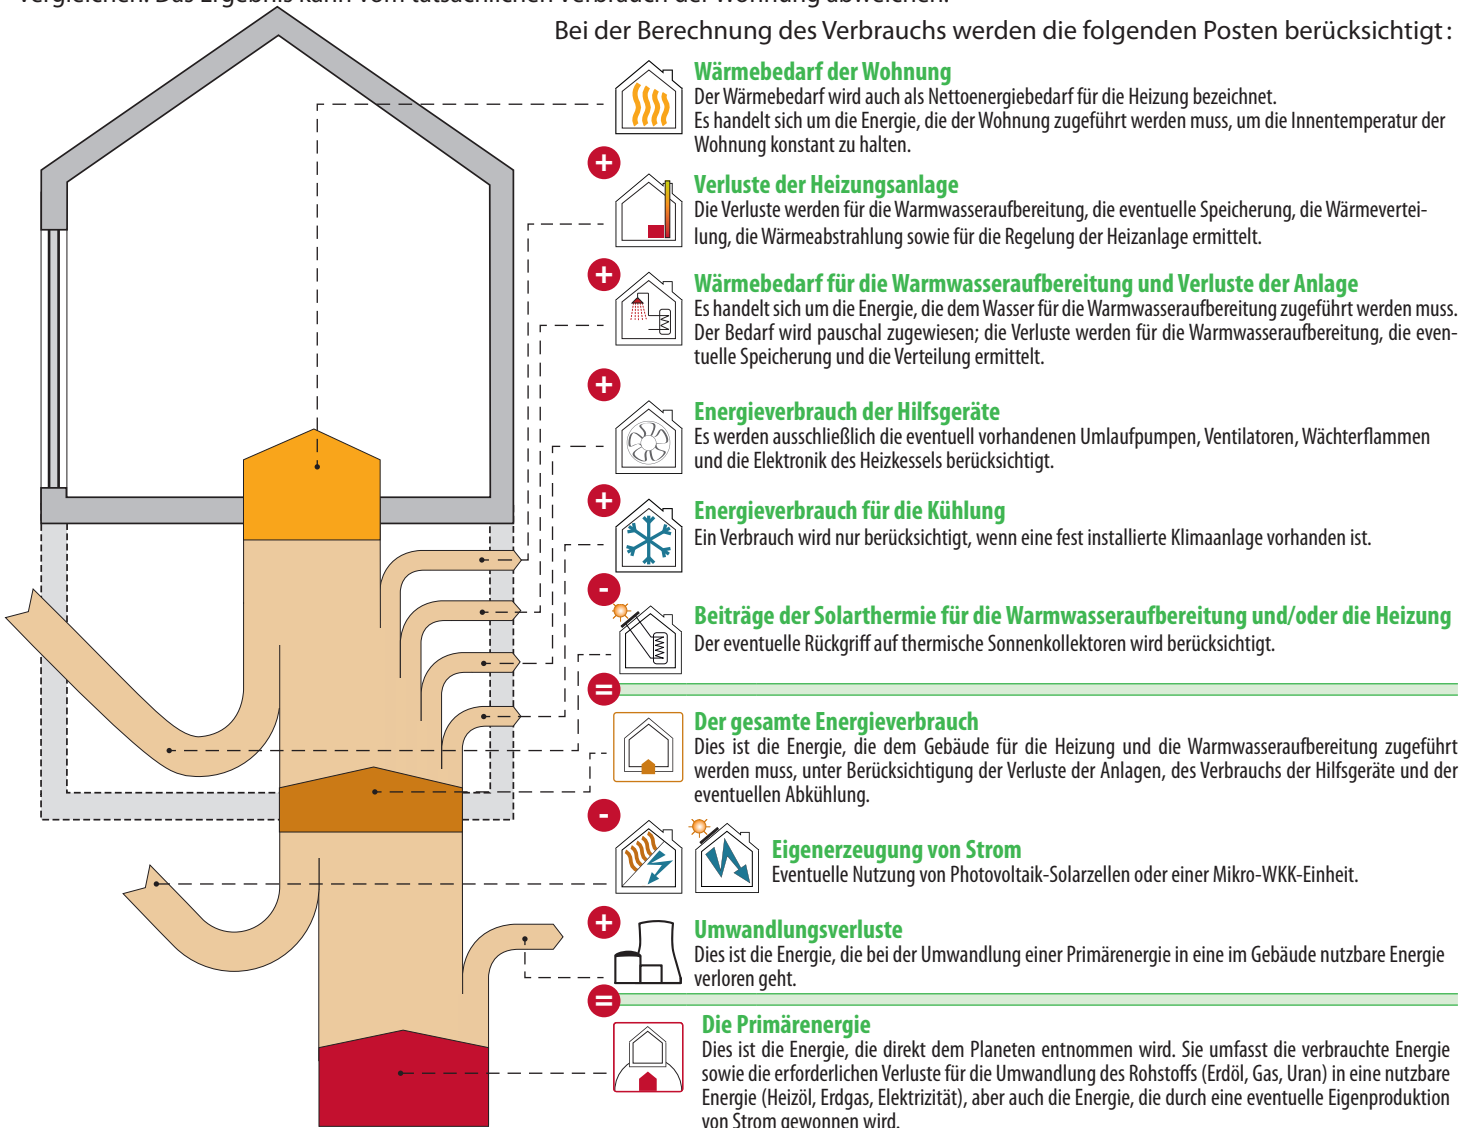 vergleichen. Das Ergebnis kann vom tatsächlichen Verbrauch der Wohnung abweichen.
Bei der Berechnung des Verbrauchs werden die folgenden Posten berücksichtigt:
Wärmebedarf der Wohnung
Der Wärmebedarf wird auch als Nettoenergiebedarf für die Heizung bezeichnet.
Es handelt sich um die Energie, die der Wohnung zugeführt werden muss, um die Innentemperatur der
Wohnung konstant zu halten.
+
Verluste der Heizungsanlage
Die Verluste werden für die Warmwasseraufbereitung, die eventuelle Speicherung, die Wärmevertei-
lung, die Wärmeabstrahlung sowie für die Regelung der Heizanlage ermittelt.
+
Wärmebedarf für die Warmwasseraufbereitung und Verluste der Anlage
Es handelt sich um die Energie, die dem Wasser für die Warmwasseraufbereitung zugeführt werden muss.
Der Bedarf wird pauschal zugewiesen; die Verluste werden für die Warmwasseraufbereitung, die even-
tuelle Speicherung und die Verteilung ermittelt.
+
Energieverbrauch der Hilfsgeräte
Es werden ausschließlich die eventuell vorhandenen Umlaufpumpen, Ventilatoren, Wächterflammen
und die Elektronik des Heizkessels berücksichtigt.
+
Energieverbrauch für die Kühlung
Ein Verbrauch wird nur berücksichtigt, wenn eine fest installierte Klimaanlage vorhanden ist.
-
Beiträge der Solarthermie für die Warmwasseraufbereitung und/oder die Heizung
Der eventuelle Rückgriff auf thermische Sonnenkollektoren wird berücksichtigt.
=
Der gesamte Energieverbrauch
Dies ist die Energie, die dem Gebäude für die Heizung und die Warmwasseraufbereitung zugeführt
werden muss, unter Berücksichtigung der Verluste der Anlagen, des Verbrauchs der Hilfsgeräte und der
eventuellen Abkühlung.
-
Eigenerzeugung von Strom
Eventuelle Nutzung von Photovoltaik-Solarzellen oder einer Mikro-WKK-Einheit.
+
Umwandlungsverluste
Dies ist die Energie, die bei der Umwandlung einer Primärenergie in eine im Gebäude nutzbare Energie
verloren geht.
=
Die Primärenergie
Dies ist die Energie, die direkt dem Planeten entnommen wird. Sie umfasst die verbrauchte Energie
sowie die erforderlichen Verluste für die Umwandlung des Rohstoffs (Erdöl, Gas, Uran) in eine nutzbare
Energie (Heizöl, Erdgas, Elektrizität), aber auch die Energie, die durch eine eventuelle Eigenproduktion
von Strom gewonnen wird.